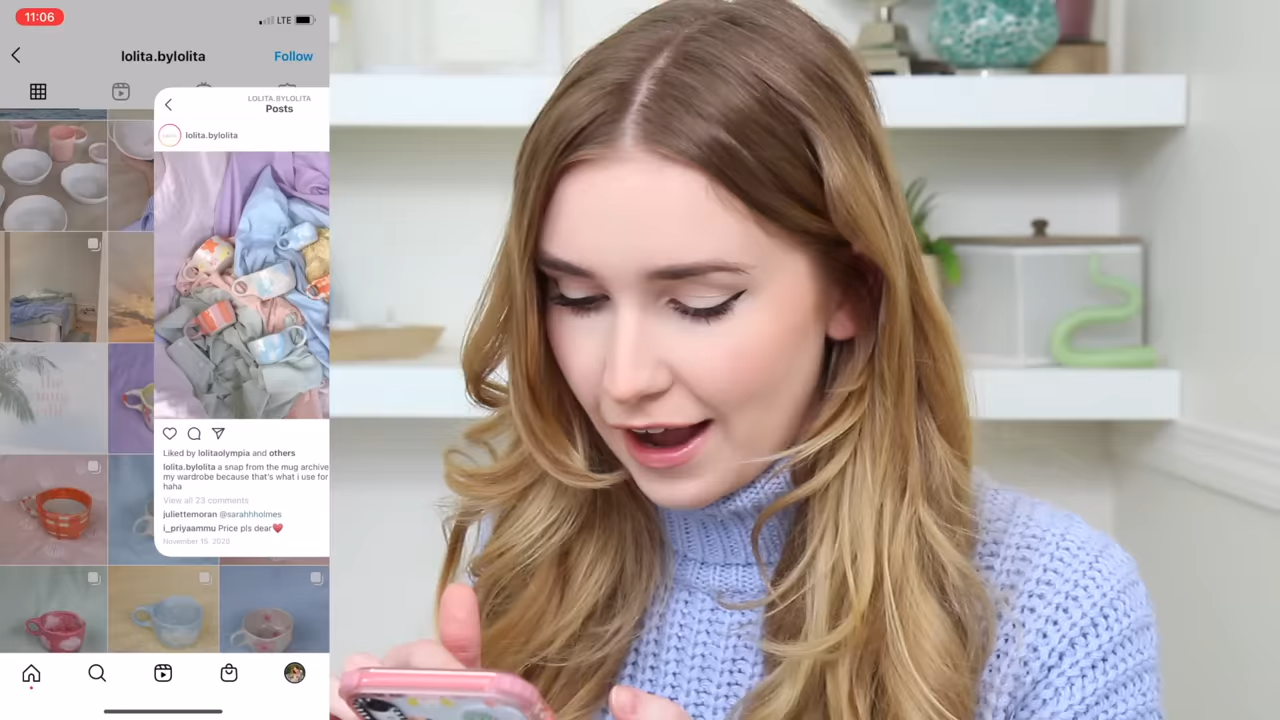 11:06
LTE
lolita.bylolita
Follow
LOLITA.BYLOLITA
Posts
lolita.bylolita
Liked by lolitaolympia and others
lolita.bylolita a snap from the mug archive
my wardrobe because that's what i use for
haha
View all 23 comments
juliettemoran @sarahhholmes
i_priyaammu Price pls dear❤️
November 15, 2020